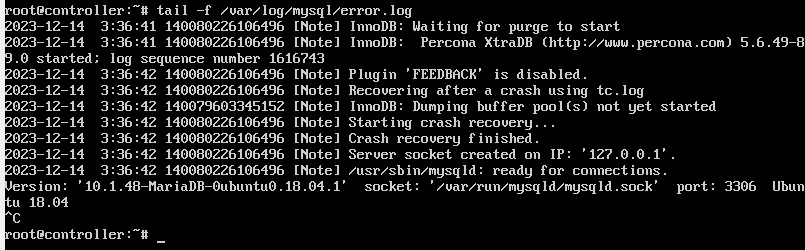 root@controller:~# tail -f /var/log/mysql/error.log
2023-12-14  3:36:41 140080226106496 [Note] InnoDB: Waiting for purge to start
2023-12-14  3:36:41 140080226106496 [Note] InnoDB:  Percona XtraDB (http://www.percona.com) 5.6.49-8
9.0 started; log sequence number 1616743
2023-12-14  3:36:42 140080226106496 [Note] Plugin 'FEEDBACK' is disabled.
2023-12-14  3:36:42 140080226106496 [Note] Recovering after a crash using tc.log
2023-12-14  3:36:42 140079603345152 [Note] InnoDB: Dumping buffer pool(s) not yet started
2023-12-14  3:36:42 140080226106496 [Note] Starting crash recovery...
2023-12-14  3:36:42 140080226106496 [Note] Crash recovery finished.
2023-12-14  3:36:42 140080226106496 [Note] Server socket created on IP: '127.0.0.1'.
2023-12-14  3:36:42 140080226106496 [Note] /usr/sbin/mysqld: ready for connections.
Version: '10.1.48-MariaDB-0ubuntu0.18.04.1'  socket: '/var/run/mysqld/mysqld.sock'  port: 3306  Ubun
tu 18.04
^C
root@controller:~# _